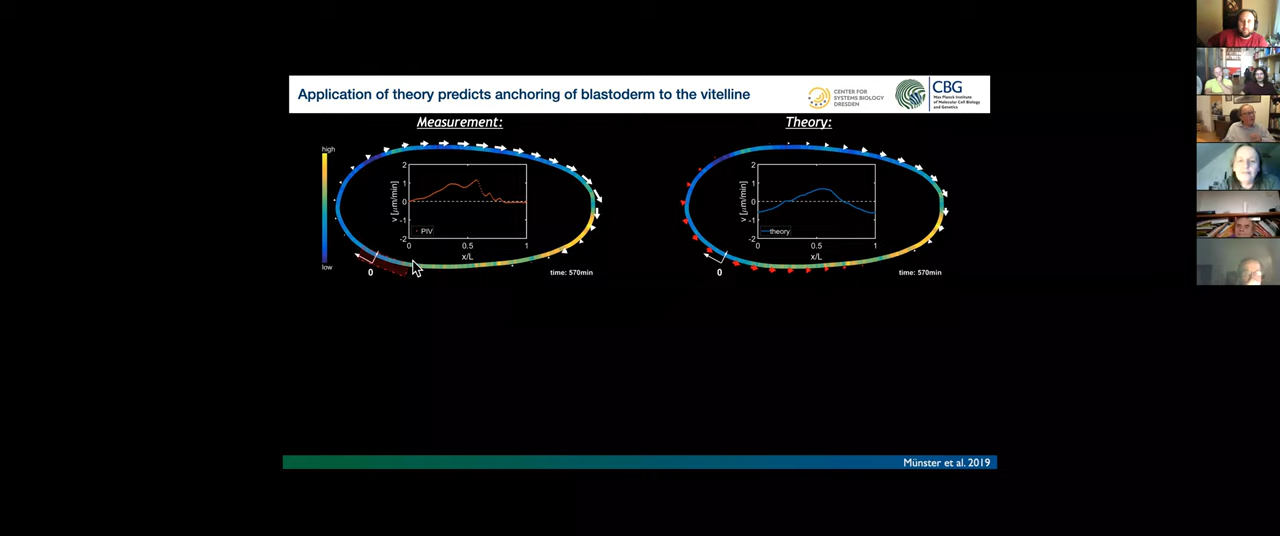 Application of theory predicts anchoring of blastoderm to the vitelline
CENTER FOR
SYSTEMS BIOLOGY
DRESDEN
CBG
Max Planck Institute
of Molecular Cell Biology
and Genetics
Measurement:
high
low
2
1
0
-1
-2
v [μm/min]
PIV
0
0.5
1
x/L
0
time: 570min
Theory:
2
1
0
-1
-2
v [μm/min]
theory
0
0.5
1
x/L
0
time: 570min
Münster et al. 2019